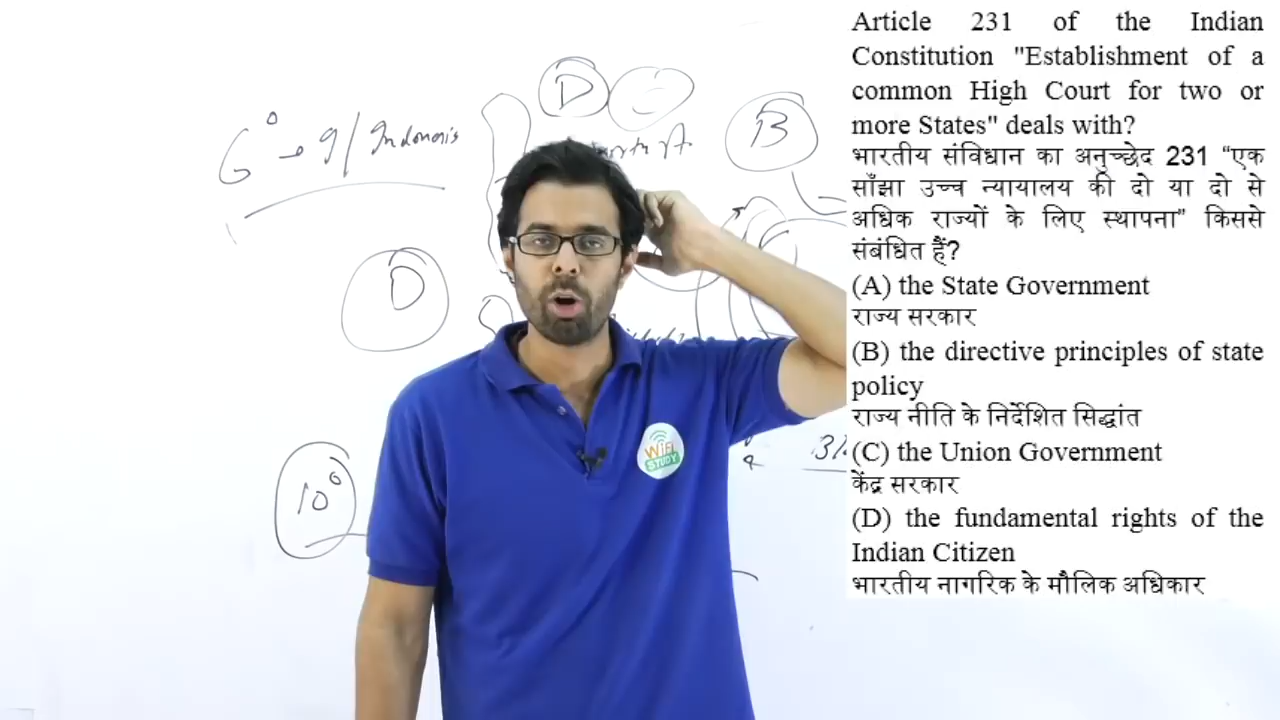 Article 231 of the Indian
Constitution "Establishment of a
common High Court for two or
more States" deals with?
भारतीय संविधान का अनुच्छेद 231 “एक
साँझा उच्च न्यायालय की दो या दो से
अधिक राज्यों के लिए स्थापना” किससे
संबंधित हैं?
(A) the State Government
राज्य सरकार
(B) the directive principles of state
policy
राज्य नीति के निर्देशित सिद्धांत
(C) the Union Government
केंद्र सरकार
(D) the fundamental rights of the
Indian Citizen
भारतीय नागरिक के मौलिक अधिकार
D C
B
6°
D
10°
WiFi
STUDY